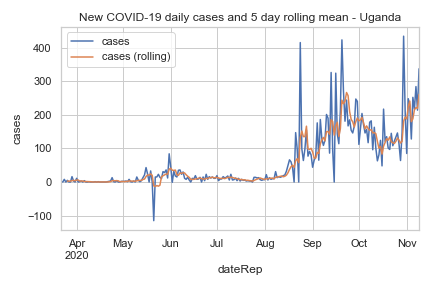 New COVID-19 daily cases and 5 day rolling mean - Uganda
cases
cases (rolling)
400
300
200
100
0
−100
cases
Apr
2020
May
Jun
Jul
Aug
Sep
Oct
Nov
dateRep